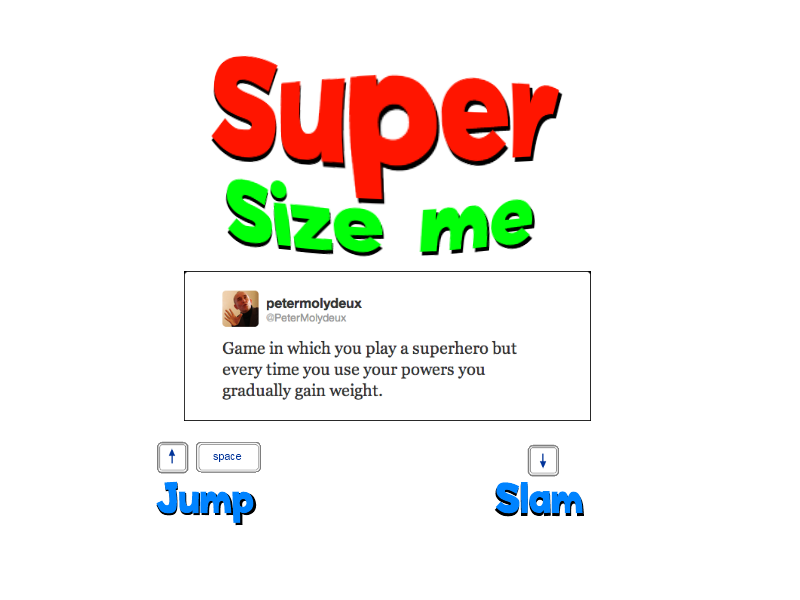 Super
Size me
petermolydeux
@PeterMolydeux
Game in which you play a superhero but
every time you use your powers you
gradually gain weight.
↑ space ↓
Jump Slam